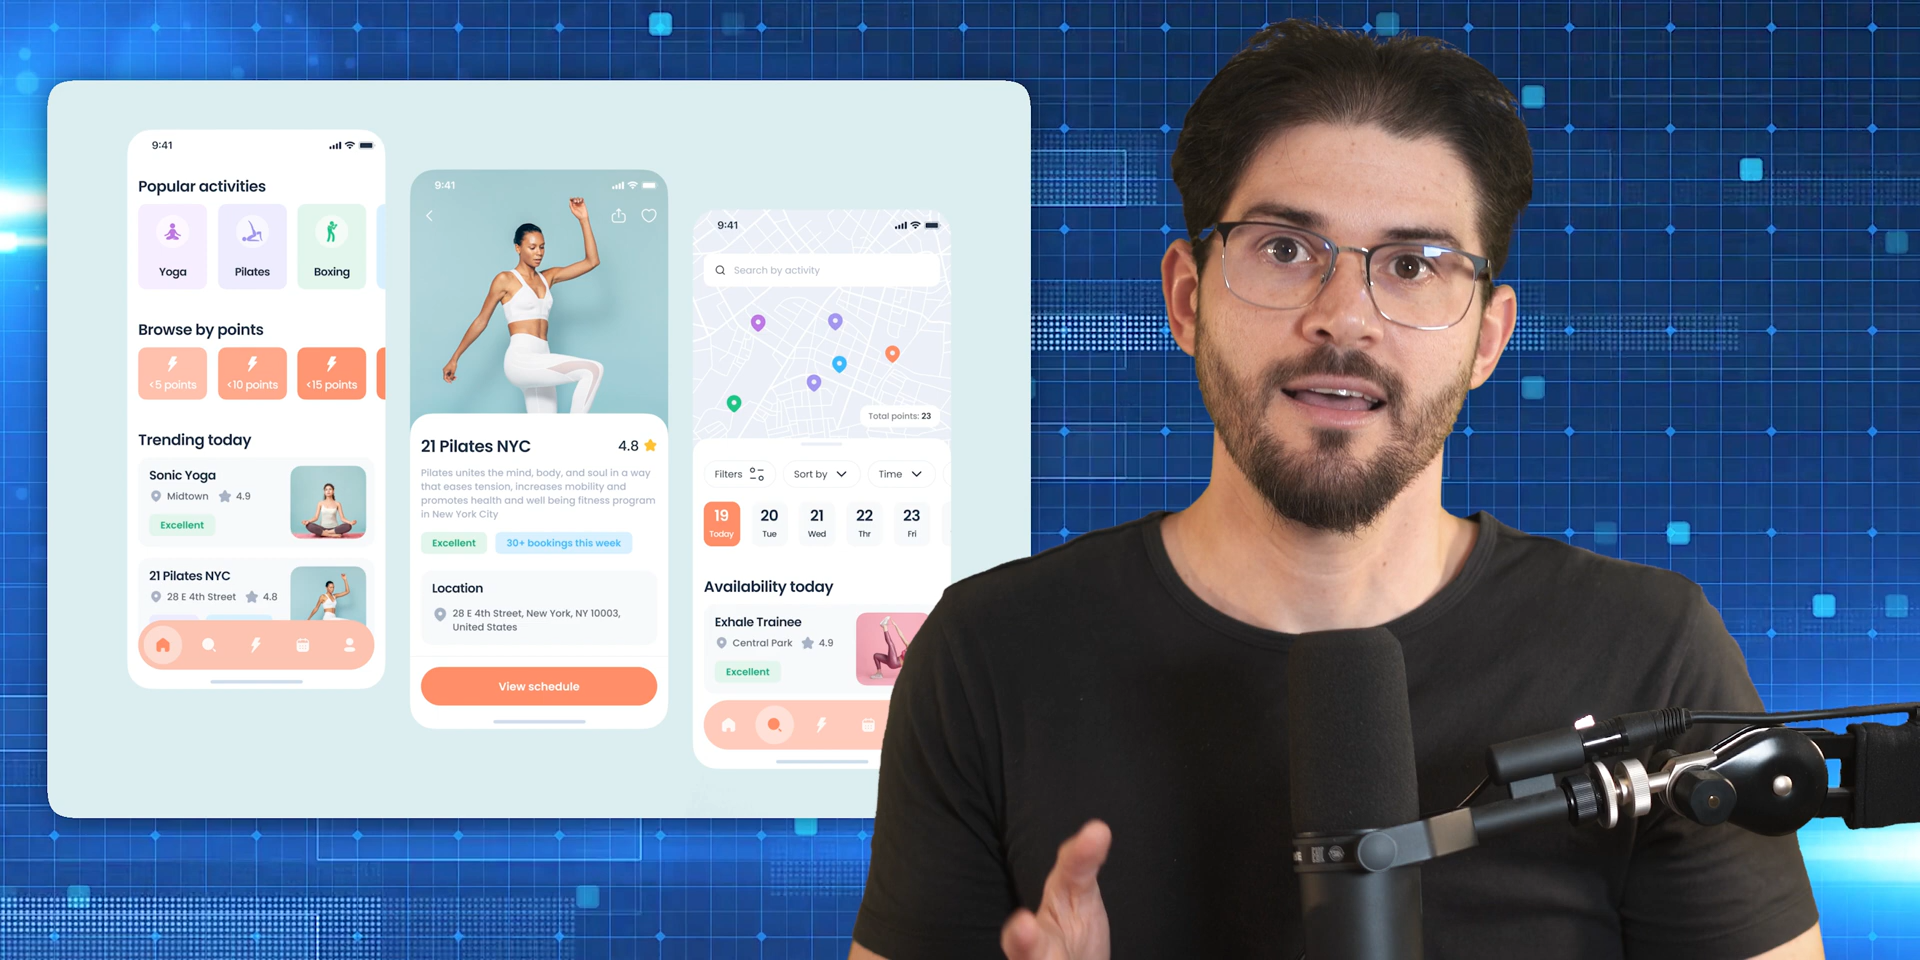 9:41
Popular activities
Yoga
Pilates
Boxing
Browse by points
<5 points
<10 points
<15 points
Trending today
Sonic Yoga
Midtown
4.9
Excellent
21 Pilates NYC
28 E 4th Street
4.8
9:41
21 Pilates NYC
4.8
Pilates unites the mind, body, and soul in a way
that eases tension, increases mobility and
promotes health and well being fitness program
in New York City
Excellent
30+ bookings this week
Location
28 E 4th Street, New York, NY 10003,
United States
View schedule
9:41
Search by activity
Total points: 23
Filters
Sort by
Time
19
Today
20
Tue
21
Wed
22
Thr
23
Fri
Availability today
Exhale Trainee
Central Park
4.9
Excellent